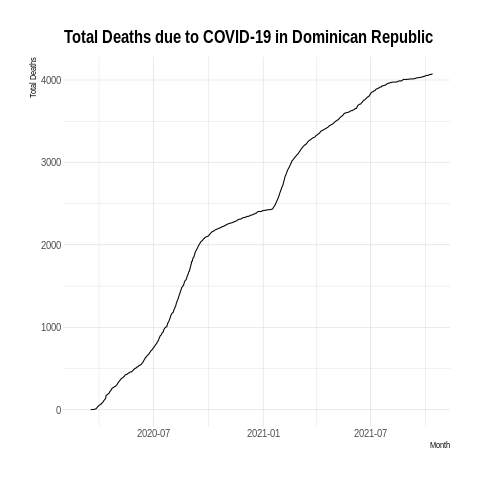 Total Deaths due to COVID-19 in Dominican Republic
Total Deaths
4000
3000
2000
1000
0
2020-07 2021-01 2021-07
Month